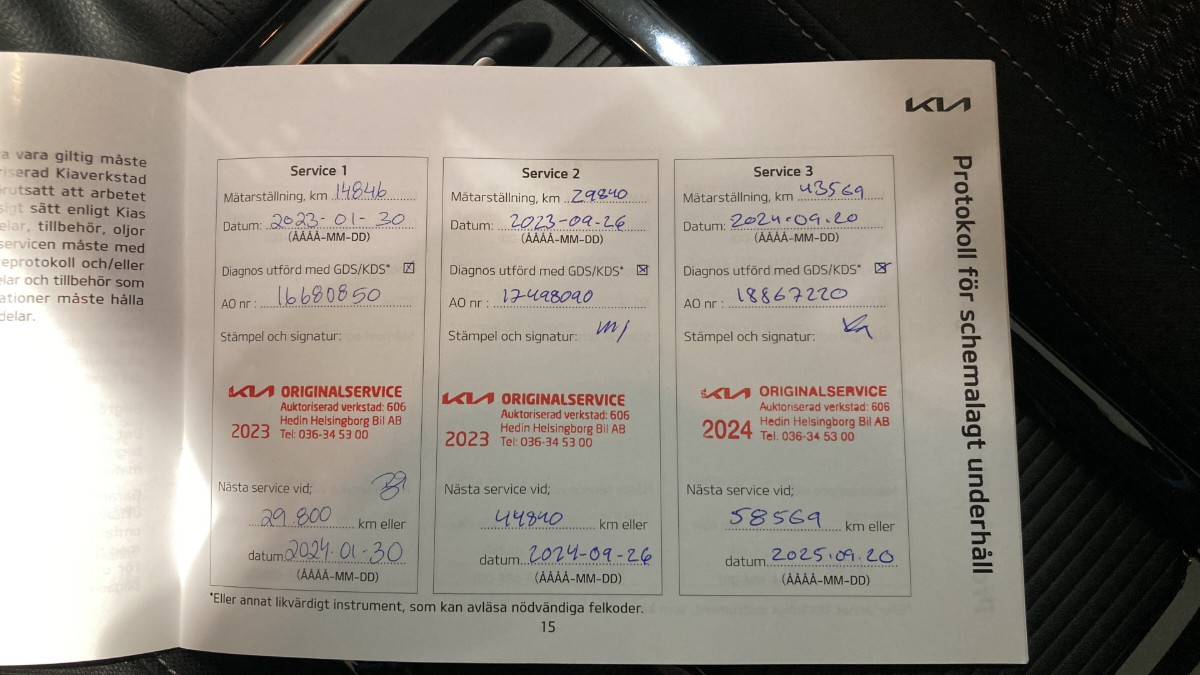 a vara giltig måste
riserad Kiaverkstad
rutsatt att arbetet
sigt sätt enligt Kias
elar, tillbehör, oljor
servicen måste med
eprotokoll och/eller
elar och tillbehör som
ationer måste hålla
delar.
KIA
Protokoll för schemalagt underhåll
Service 1
Mätarställning, km 14846
Datum: 2023-01-30
(ÅÅÅÅ-MM-DD)
Diagnos utförd med GDS/KDS* ☒
AO nr : 16680850
Stämpel och signatur:
KIA ORIGINALSERVICE
Auktoriserad verkstad: 606
Hedin Helsingborg Bil AB
2023 Tel: 036-34 53 00
Nästa service vid;
29 800 km eller
datum 2024-01-30
(ÅÅÅÅ-MM-DD)
Service 2
Mätarställning, km 29840
Datum: 2023-09-26
(ÅÅÅÅ-MM-DD)
Diagnos utförd med GDS/KDS* ☒
AO nr : 17498090
Stämpel och signatur:
KIA ORIGINALSERVICE
Auktoriserad verkstad: 606
Hedin Helsingborg Bil AB
2023 Tel: 036-34 53 00
Nästa service vid;
44840 km eller
datum 2024-09-26
(ÅÅÅÅ-MM-DD)
Service 3
Mätarställning, km 43569
Datum: 2024.09.20
(ÅÅÅÅ-MM-DD)
Diagnos utförd med GDS/KDS* ☒
AO nr : 18867220
Stämpel och signatur:
KIA ORIGINALSERVICE
Auktoriserad verkstad: 606
Hedin Helsingborg Bil AB
2024 Tel. 036-34 53 00
Nästa service vid;
58569 km eller
datum 2025.09.20
(ÅÅÅÅ-MM-DD)
*Eller annat likvärdigt instrument, som kan avläsa nödvändiga felkoder.
15